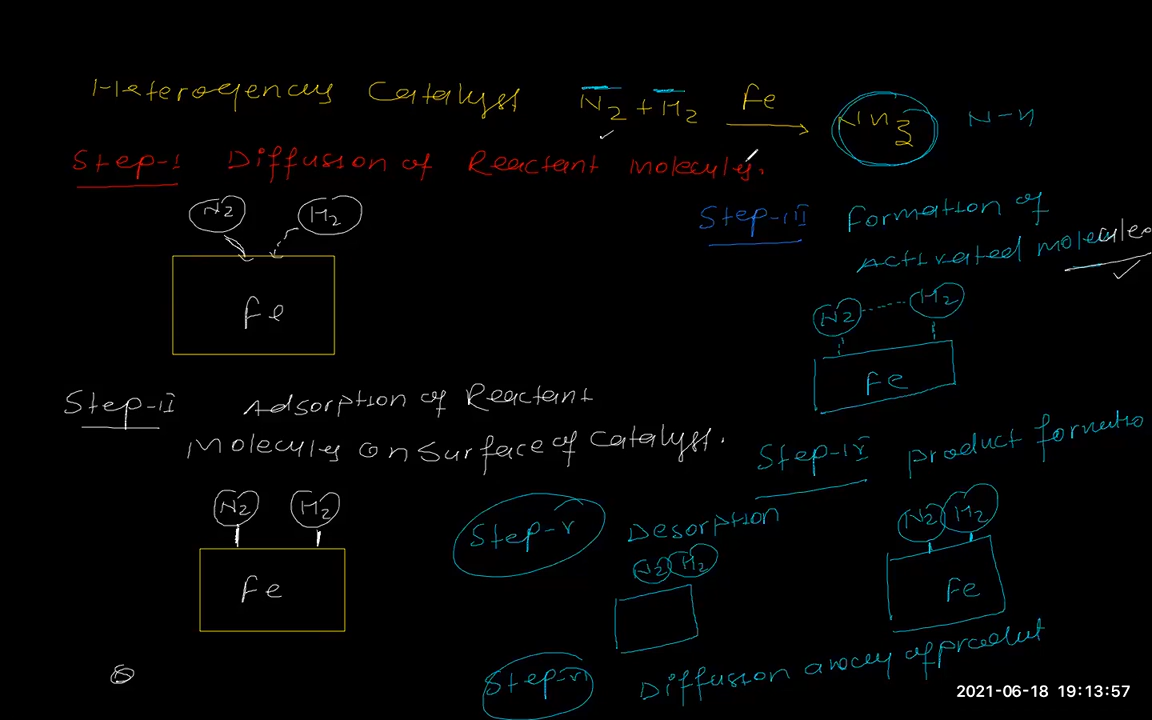 Heterogenous Catalyst N2 + H2 Fe NH3 N-H
Step-I Diffusion of Reactant Molecules.
N2 H2
Fe
Step-II Adsorption of Reactant
Molecules on Surface of Catalyst.
N2 H2
Fe
6
Step-III Formation of
Activated molecules
N2 H2
Fe
Step-IV product formatio
N2 H2
Fe
Step-V Desorption
N2 H2
Step-VI Diffusion away of product
2021-06-18 19:13:57